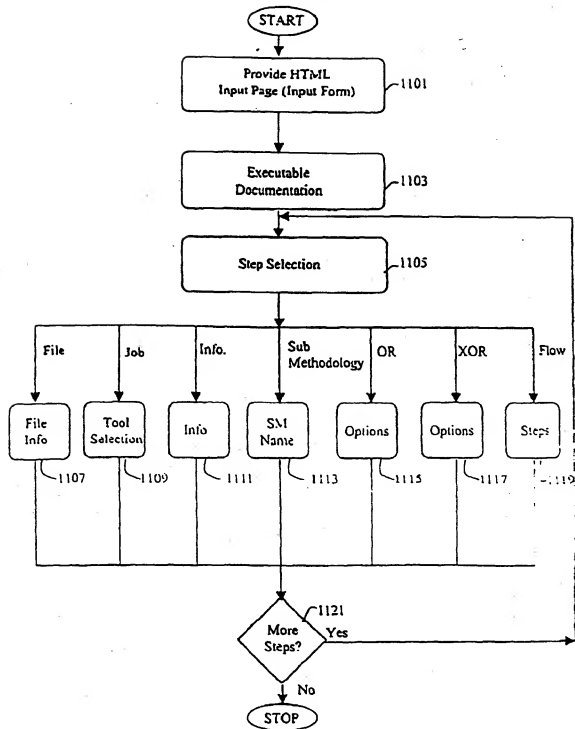 START
Provide HTML
Input Page (Input Form)
1101
Executable
Documentation
1103
Step Selection
1105
File
Job
Info.
Sub
Methodology
OR
XOR
Flow
File
Info
Tool
Selection
Info
SM
Name
Options
Options
Steps
1107
1109
1111
1113
1115
1117
1119
1121
More
Steps?
Yes
No
STOP